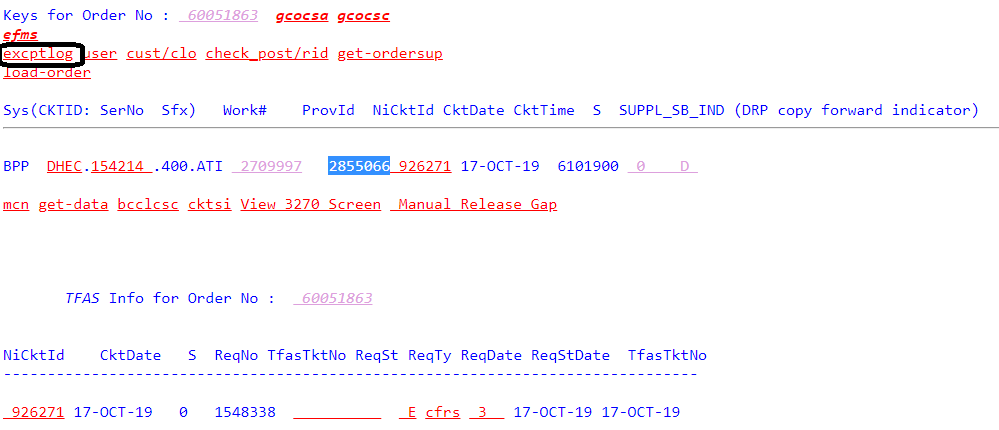 Keys for Order No : 60051863 gcocsa gcocsc
efms
excptlog user cust/clo check_post/rid get-ordersup
load-order
Sys(CKTID: SerNo Sfx) Work# ProvId NiCktId CktDate CktTime S SUPPL_SB_IND (DRP copy forward indicator)
BPP DHEC.154214 .400.ATI 2709997 2855066 926271 17-OCT-19 6101900 0 D
mcn get-data bcclcsc cktsi View 3270 Screen Manual Release Gap
TFAS Info for Order No : 60051863
NiCktId CktDate S ReqNo TfasTktNo ReqSt ReqTy ReqDate ReqStDate TfasTktNo
-------------------------------------------------------------------------------
926271 17-OCT-19 0 1548338 __________ E cfrs 3 17-OCT-19 17-OCT-19